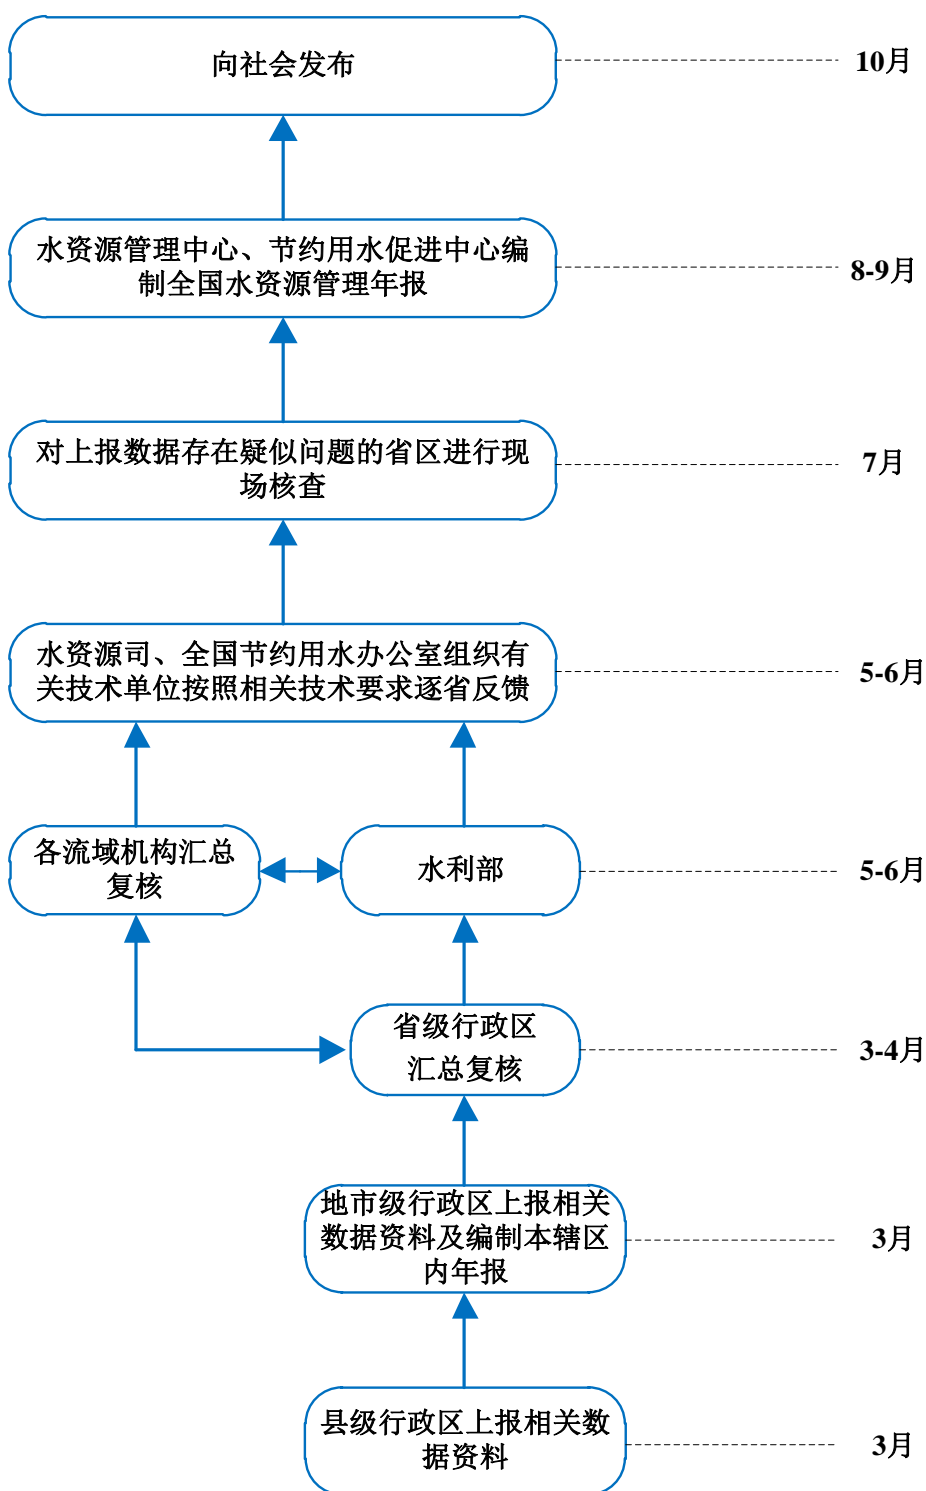 向社会发布
10月
水资源管理中心、节约用水促进中心编
制全国水资源管理年报
8-9月
对上报数据存在疑似问题的省区进行现
场核查
7月
水资源司、全国节约用水办公室组织有
关技术单位按照相关技术要求逐省反馈
5-6月
各流域机构汇总
复核
水利部
5-6月
省级行政区
汇总复核
3-4月
地市级行政区上报相关
数据资料及编制本辖区
内年报
3月
县级行政区上报相关数
据资料
3月